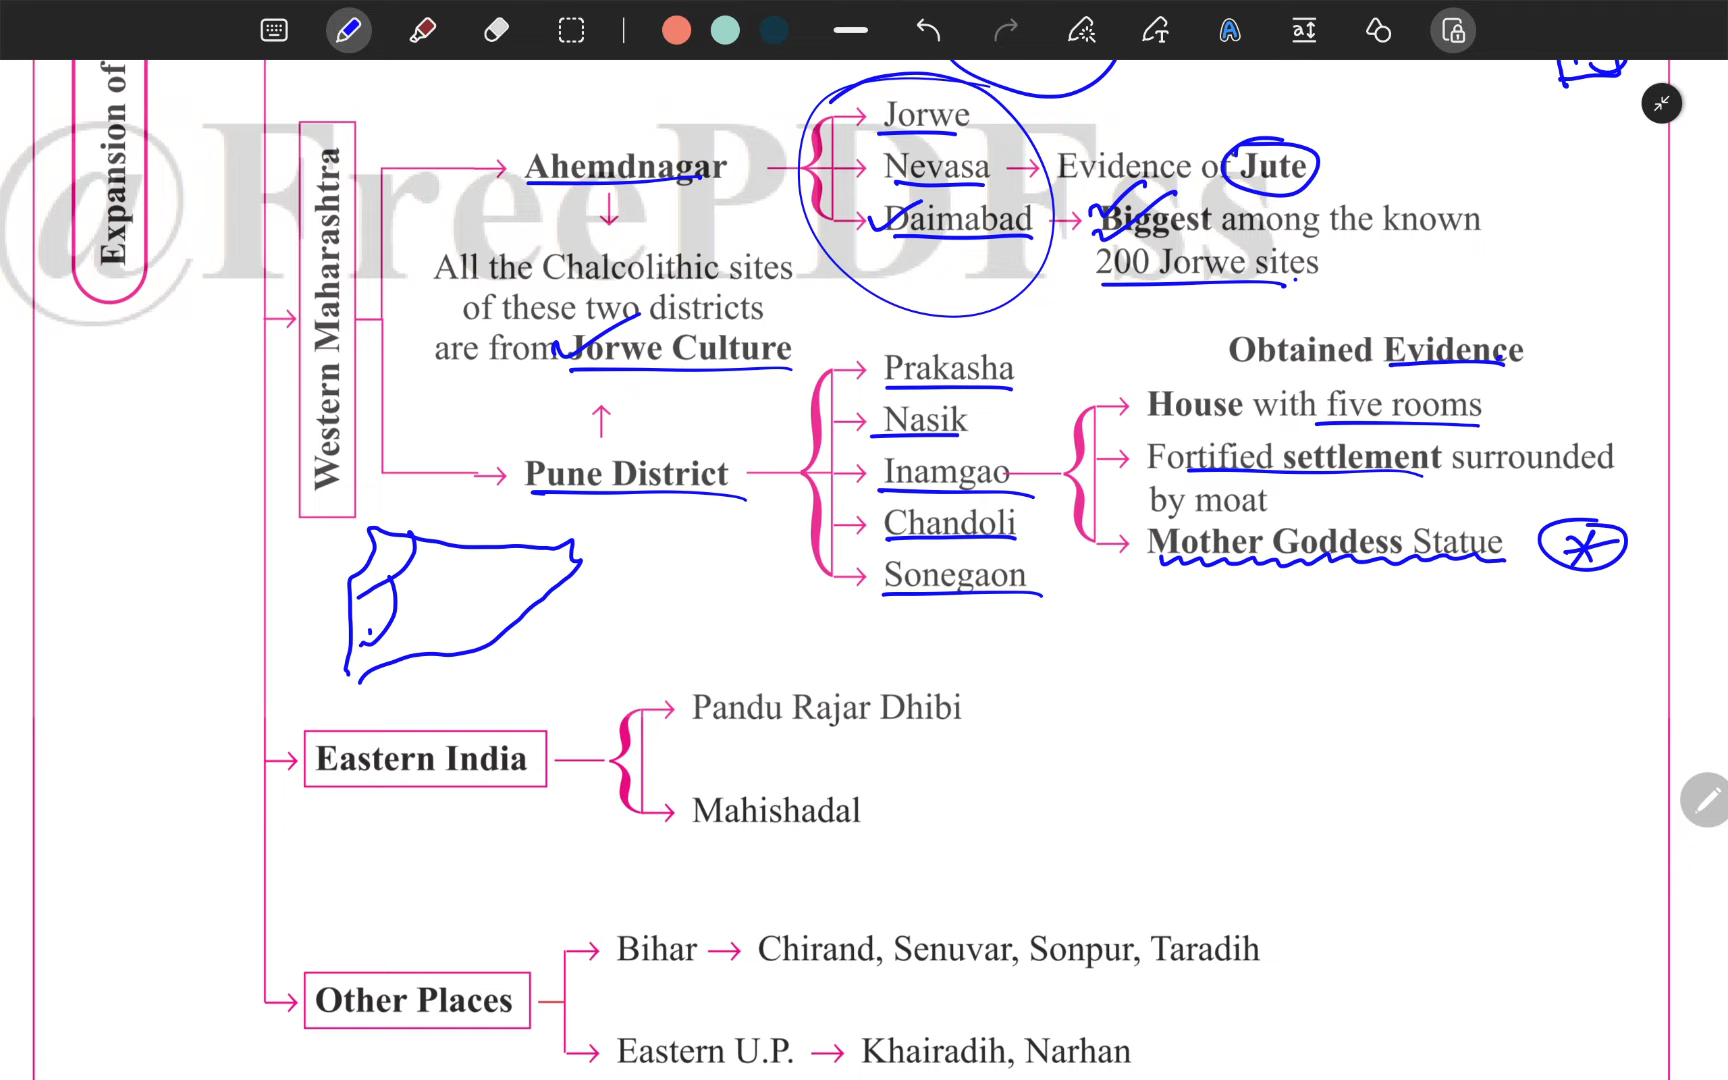 Expansion of
Western Maharashtra
@FreePDFss
Ahemdnagar
Jorwe
Nevasa
Evidence of Jute
Daimabad
Biggest among the known
200 Jorwe sites
All the Chalcolithic sites
of these two districts
are from Jorwe Culture
Pune District
Prakasha
Nasik
Inamgao
Chandoli
Sonegaon
Obtained Evidence
House with five rooms
Fortified settlement surrounded
by moat
Mother Goddess Statue
Eastern India
Pandu Rajar Dhibi
Mahishadal
Other Places
Bihar
Chirand, Senuvar, Sonpur, Taradih
Eastern U.P.
Khairadih, Narhan